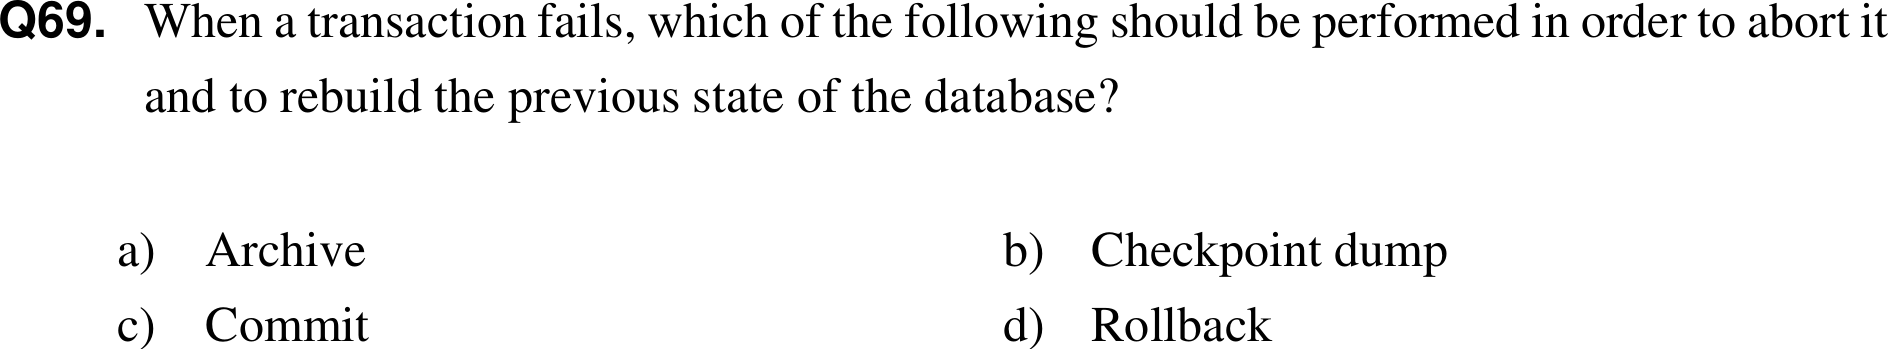 Q69. When a transaction fails, which of the following should be performed in order to abort it
and to rebuild the previous state of the database?
a) Archive b) Checkpoint dump
c) Commit d) Rollback